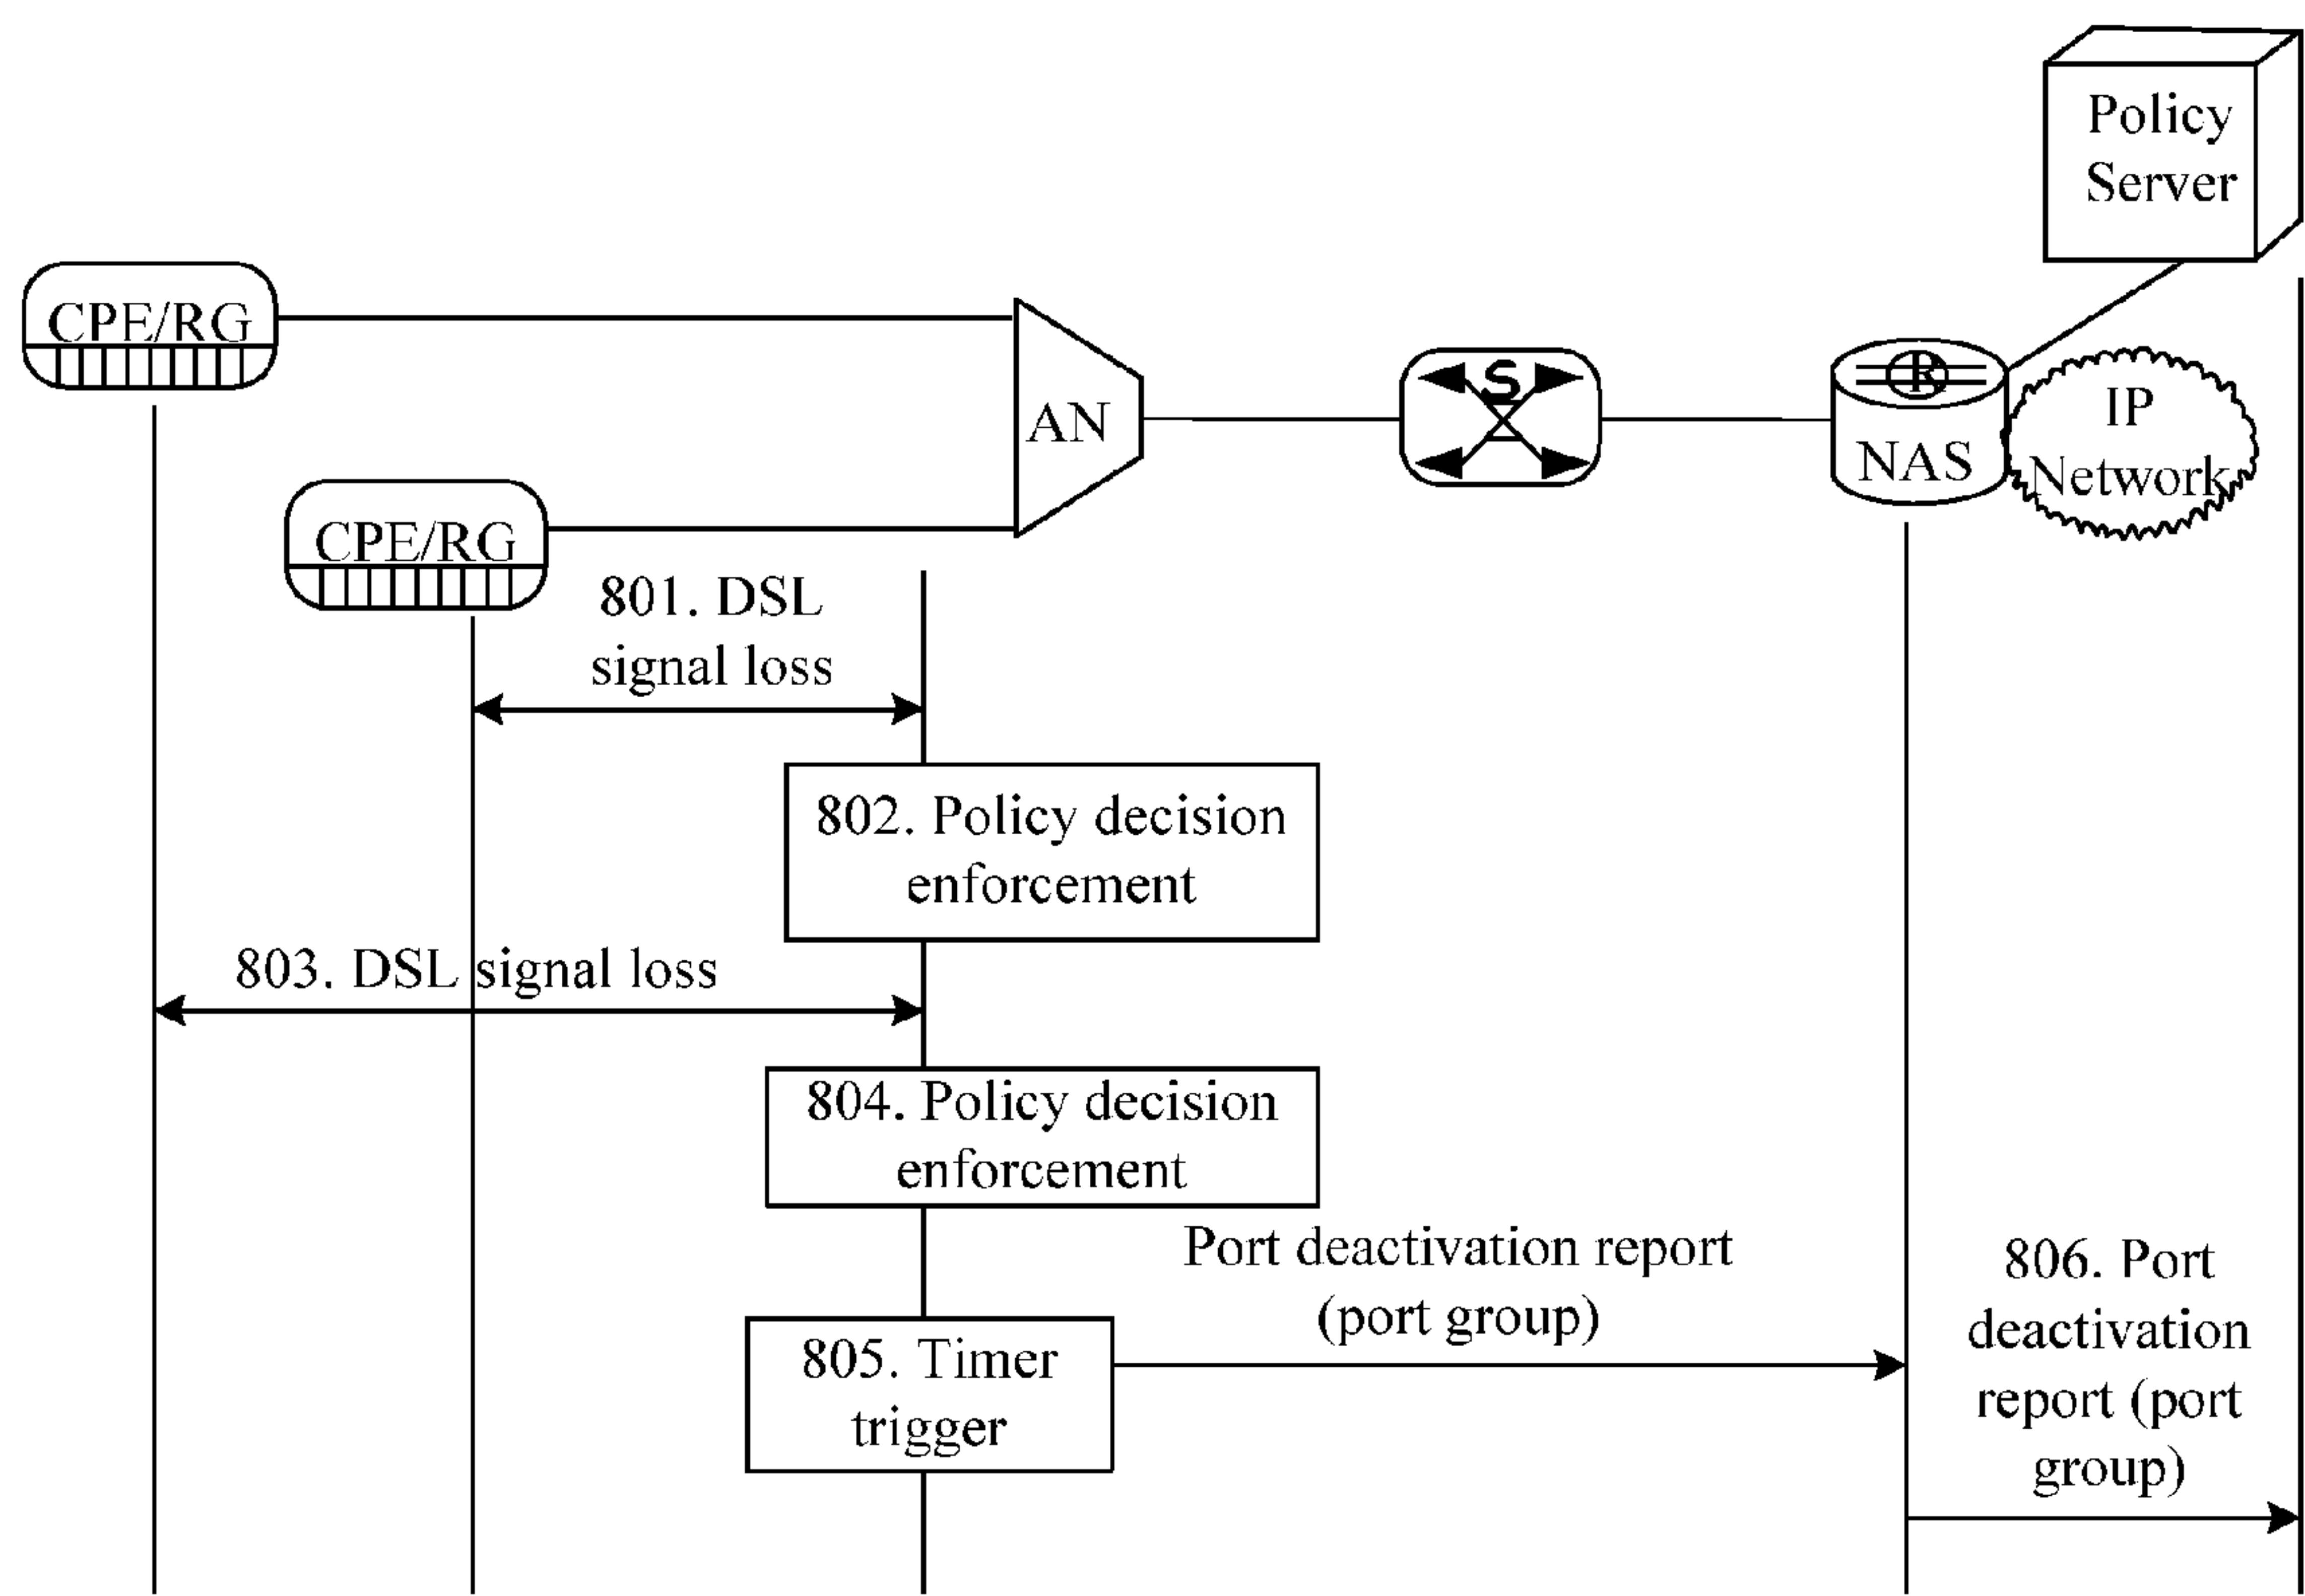 Policy
Server
CPE/RG
S
R
IP
AN
NAS
Network
CPE/RG
801. DSL
signal loss
802. Policy decision
enforcement
803. DSL signal loss
804. Policy decision
enforcement
Port deactivation report
(port group)
805. Timer
trigger
806. Port
deactivation
report (port
group)